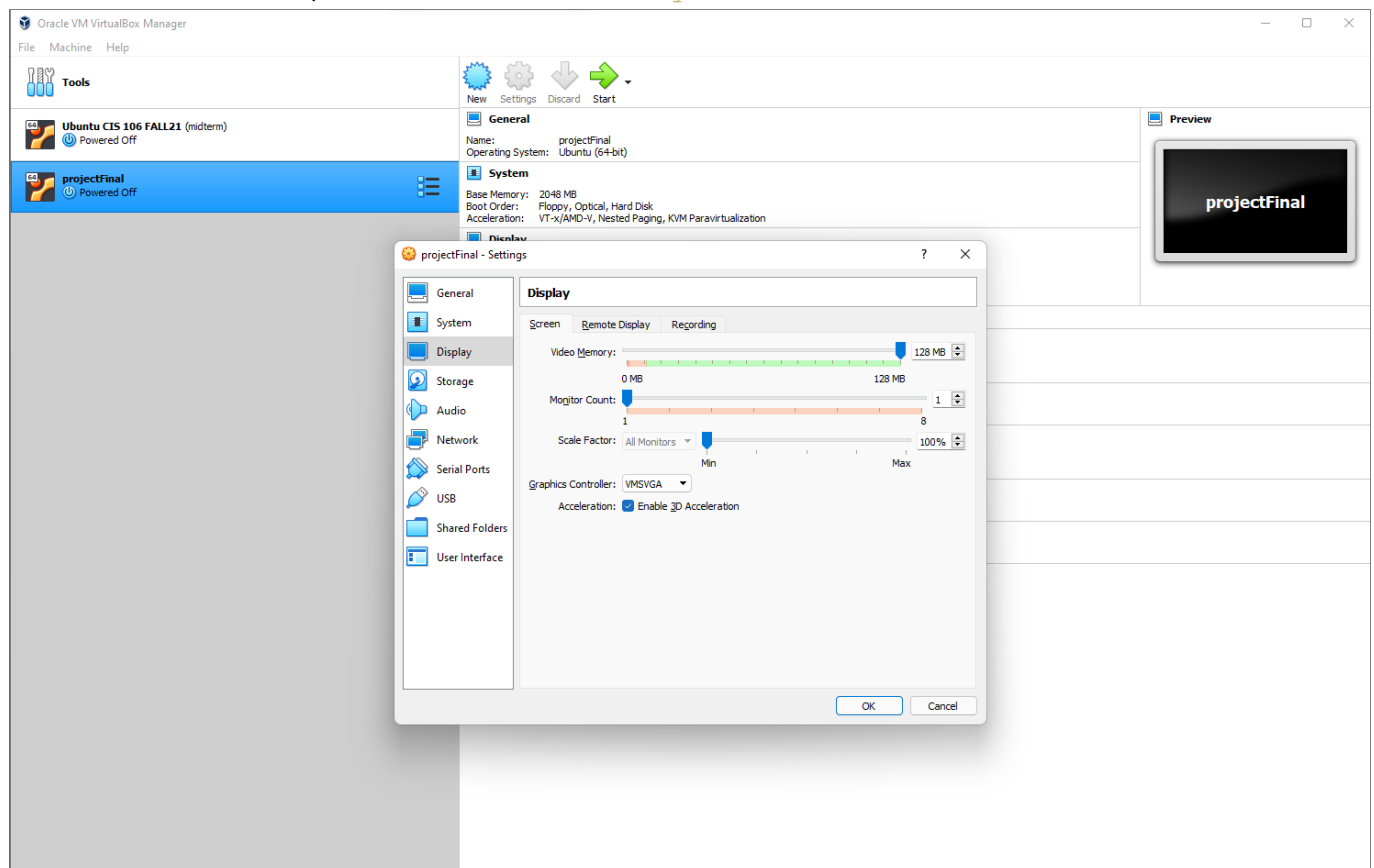 Oracle VM VirtualBox Manager
File Machine Help
Tools
New Settings Discard Start
64
Ubuntu CIS 106 FALL21 (midterm)
Powered Off
64
projectFinal
Powered Off
General
Name: projectFinal
Operating System: Ubuntu (64-bit)
System
Base Memory: 2048 MB
Boot Order: Floppy, Optical, Hard Disk
Acceleration: VT-x/AMD-V, Nested Paging, KVM Paravirtualization
Display
Preview
projectFinal
projectFinal - Settings
?
General
System
Display
Storage
Audio
Network
Serial Ports
USB
Shared Folders
User Interface
Display
Screen Remote Display Recording
Video Memory: 128 MB
0 MB 128 MB
Monitor Count: 1
1 8
Scale Factor: All Monitors 100%
Min Max
Graphics Controller: VMSVGA
Acceleration: Enable 3D Acceleration
OK Cancel